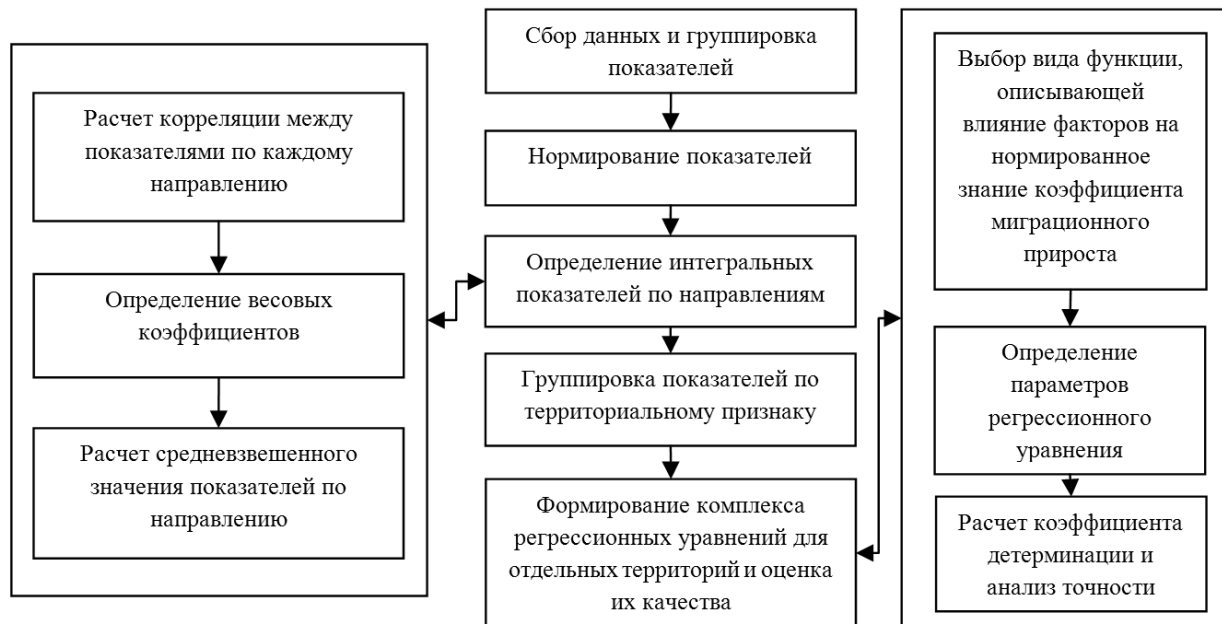 Расчет корреляции между
показателями по каждому
направлению
Определение весовых
коэффициентов
Расчет средневзвешенного
значения показателей по
направлению
Сбор данных и группировка
показателей
Нормирование показателей
Определение интегральных
показателей по направлениям
Группировка показателей по
территориальному признаку
Формирование комплекса
регрессионных уравнений для
отдельных территорий и оценка
их качества
Выбор вида функции,
описывающей
влияние факторов на
нормированное
знание коэффициента
миграционного
прироста
Определение
параметров
регрессионного
уравнения
Расчет коэффициента
детерминации и
анализ точности